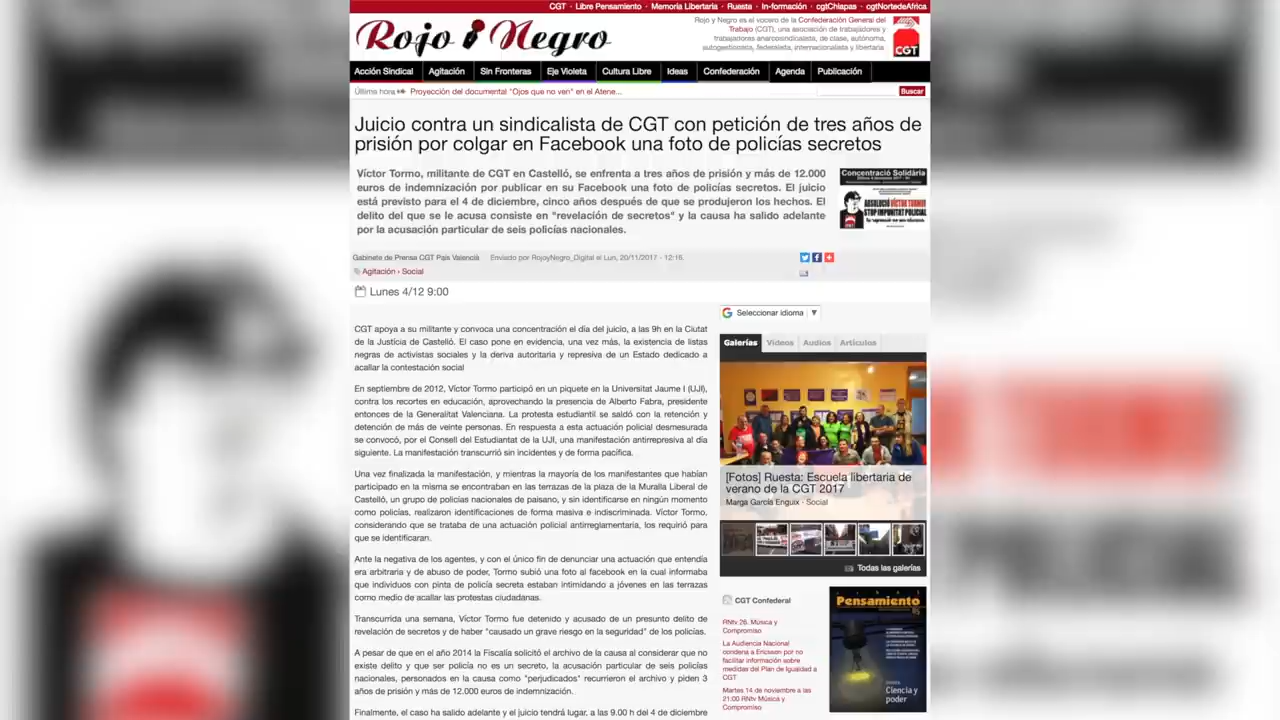 CGT - Libre Pensamiento - Memoria Libertaria - Ruesta - In-formación - cgtChiapas - cgtNortedeAfrica
Rojo y Negro
Rojo y Negro es el vocero de la Confederación General del
Trabajo (CGT), una asociación de trabajadores y
trabajadoras anarcosindicalista, de clase, autónoma,
autogestionaria, federalista, internacionalista y libertaria
CGT
Acción Sindical Agitación Sin Fronteras Eje Violeta Cultura Libre Ideas Confederación Agenda Publicación
Última hora Proyección del documental "Ojos que no ven" en el Atene... Buscar
Juicio contra un sindicalista de CGT con petición de tres años de
prisión por colgar en Facebook una foto de policías secretos
Víctor Tormo, militante de CGT en Castelló, se enfrenta a tres años de prisión y más de 12.000
euros de indemnización por publicar en su Facebook una foto de policías secretos. El juicio
está previsto para el 4 de diciembre, cinco años después de que se produjeron los hechos. El
delito del que se le acusa consiste en "revelación de secretos" y la causa ha salido adelante
por la acusación particular de seis policías nacionales.
Concentració Solidària
ABSOLUCIÓ VÍCTOR TORMO
STOP IMPUNITAT POLICIAL
Gabinete de Prensa CGT País Valencià Enviado por RojoyNegro_Digital el Lun, 20/11/2017 - 12:16.
Agitación › Social
Lunes 4/12 9:00
Seleccionar idioma ▼
CGT apoya a su militante y convoca una concentración el día del juicio, a las 9h en la Ciutat
de la Justicia de Castelló. El caso pone en evidencia, una vez más, la existencia de listas
negras de activistas sociales y la deriva autoritaria y represiva de un Estado dedicado a
acallar la contestación social
En septiembre de 2012, Víctor Tormo participó en un piquete en la Universitat Jaume I (UJI),
contra los recortes en educación, aprovechando la presencia de Alberto Fabra, presidente
entonces de la Generalitat Valenciana. La protesta estudiantil se saldó con la retención y
detención de más de veinte personas. En respuesta a esta actuación policial desmesurada
se convocó, por el Consell del Estudiantat de la UJI, una manifestación antirrepresiva al día
siguiente. La manifestación transcurrió sin incidentes y de forma pacífica.
Una vez finalizada la manifestación, y mientras la mayoría de los manifestantes que habían
participado en la misma se encontraban en las terrazas de la plaza de la Muralla Liberal de
Castelló, un grupo de policías nacionales de paisano, y sin identificarse en ningún momento
como policías, realizaron identificaciones de forma masiva e indiscriminada. Víctor Tormo,
considerando que se trataba de una actuación policial antirreglamentaria, los requirió para
que se identificaran.
Ante la negativa de los agentes, y con el único fin de denunciar una actuación que entendía
era arbitraria y de abuso de poder, Tormo subió una foto al facebook en la cual informaba
que individuos con pinta de policía secreta estaban intimidando a jóvenes en las terrazas
como medio de acallar las protestas ciudadanas.
Transcurrida una semana, Víctor Tormo fue detenido y acusado de un presunto delito de
revelación de secretos y de haber "causado un grave riesgo en la seguridad" de los policías.
A pesar de que en el año 2014 la Fiscalía solicitó el archivo de la causa al considerar que no
existe delito y que ser policía no es un secreto, la acusación particular de seis policías
nacionales, personados en la causa como "perjudicados" recurrieron el archivo y piden 3
años de prisión y más de 12.000 euros de indemnización.
Finalmente, el caso ha salido adelante y el juicio tendrá lugar, a las 9.00 h del 4 de diciembre
Galerías Vídeos Audios Artículos
[Fotos] Ruesta: Escuela libertaria de
verano de la CGT 2017
Marga García Enguix - Social
Todas las galerías
CGT Confederal
RNtv 26. Música y
Compromiso
La Audiencia Nacional
condena a Ericsson por no
facilitar información sobre
medidas del Plan de Igualdad a
CGT
Martes 14 de noviembre a las
21:00 RNtv Música y
Compromiso
Pensamiento
Ciencia y
poder